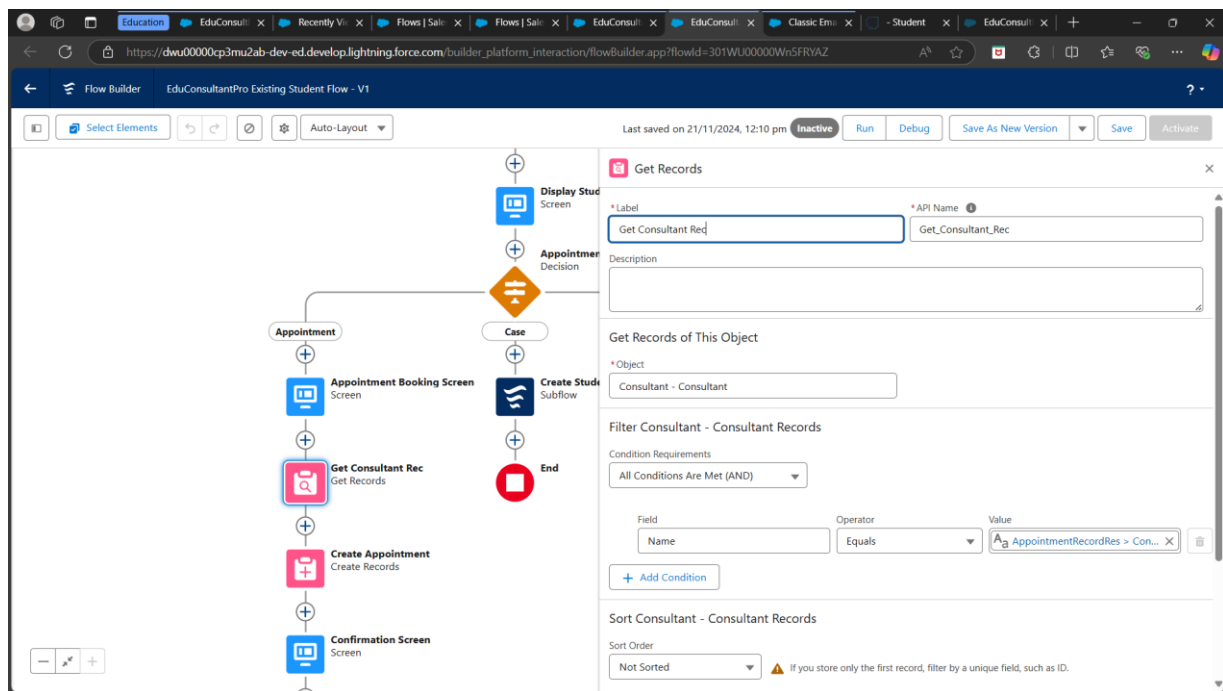 Education
EduConsult
Recently Vi
Flows | Sale
Flows | Sale
EduConsult
EduConsult
Classic Ema
- Student
EduConsult
https://dwu00000cp3mu2ab-dev-ed.develop.lightning.force.com/builder_platform_interaction/flowBuilder.app?flowId=301WU00000Wn5FRYAZ
Flow Builder
EduConsultantPro Existing Student Flow - V1
?
Select Elements
Auto-Layout
Last saved on 21/11/2024, 12:10 pm
Inactive
Run
Debug
Save As New Version
Save
Activate
Display Stud
Screen
Appointmen
Decision
Appointment
Case
Appointment Booking Screen
Screen
Create Stude
Subflow
Get Consultant Rec
Get Records
End
Create Appointment
Create Records
Confirmation Screen
Screen
Get Records
* Label
* API Name
Get Consultant Rec
Get_Consultant_Rec
Description
Get Records of This Object
* Object
Consultant - Consultant
Filter Consultant - Consultant Records
Condition Requirements
All Conditions Are Met (AND)
Field
Operator
Value
Name
Equals
Aa AppointmentRecordRes > Con...
+ Add Condition
Sort Consultant - Consultant Records
Sort Order
Not Sorted
If you store only the first record, filter by a unique field, such as ID.